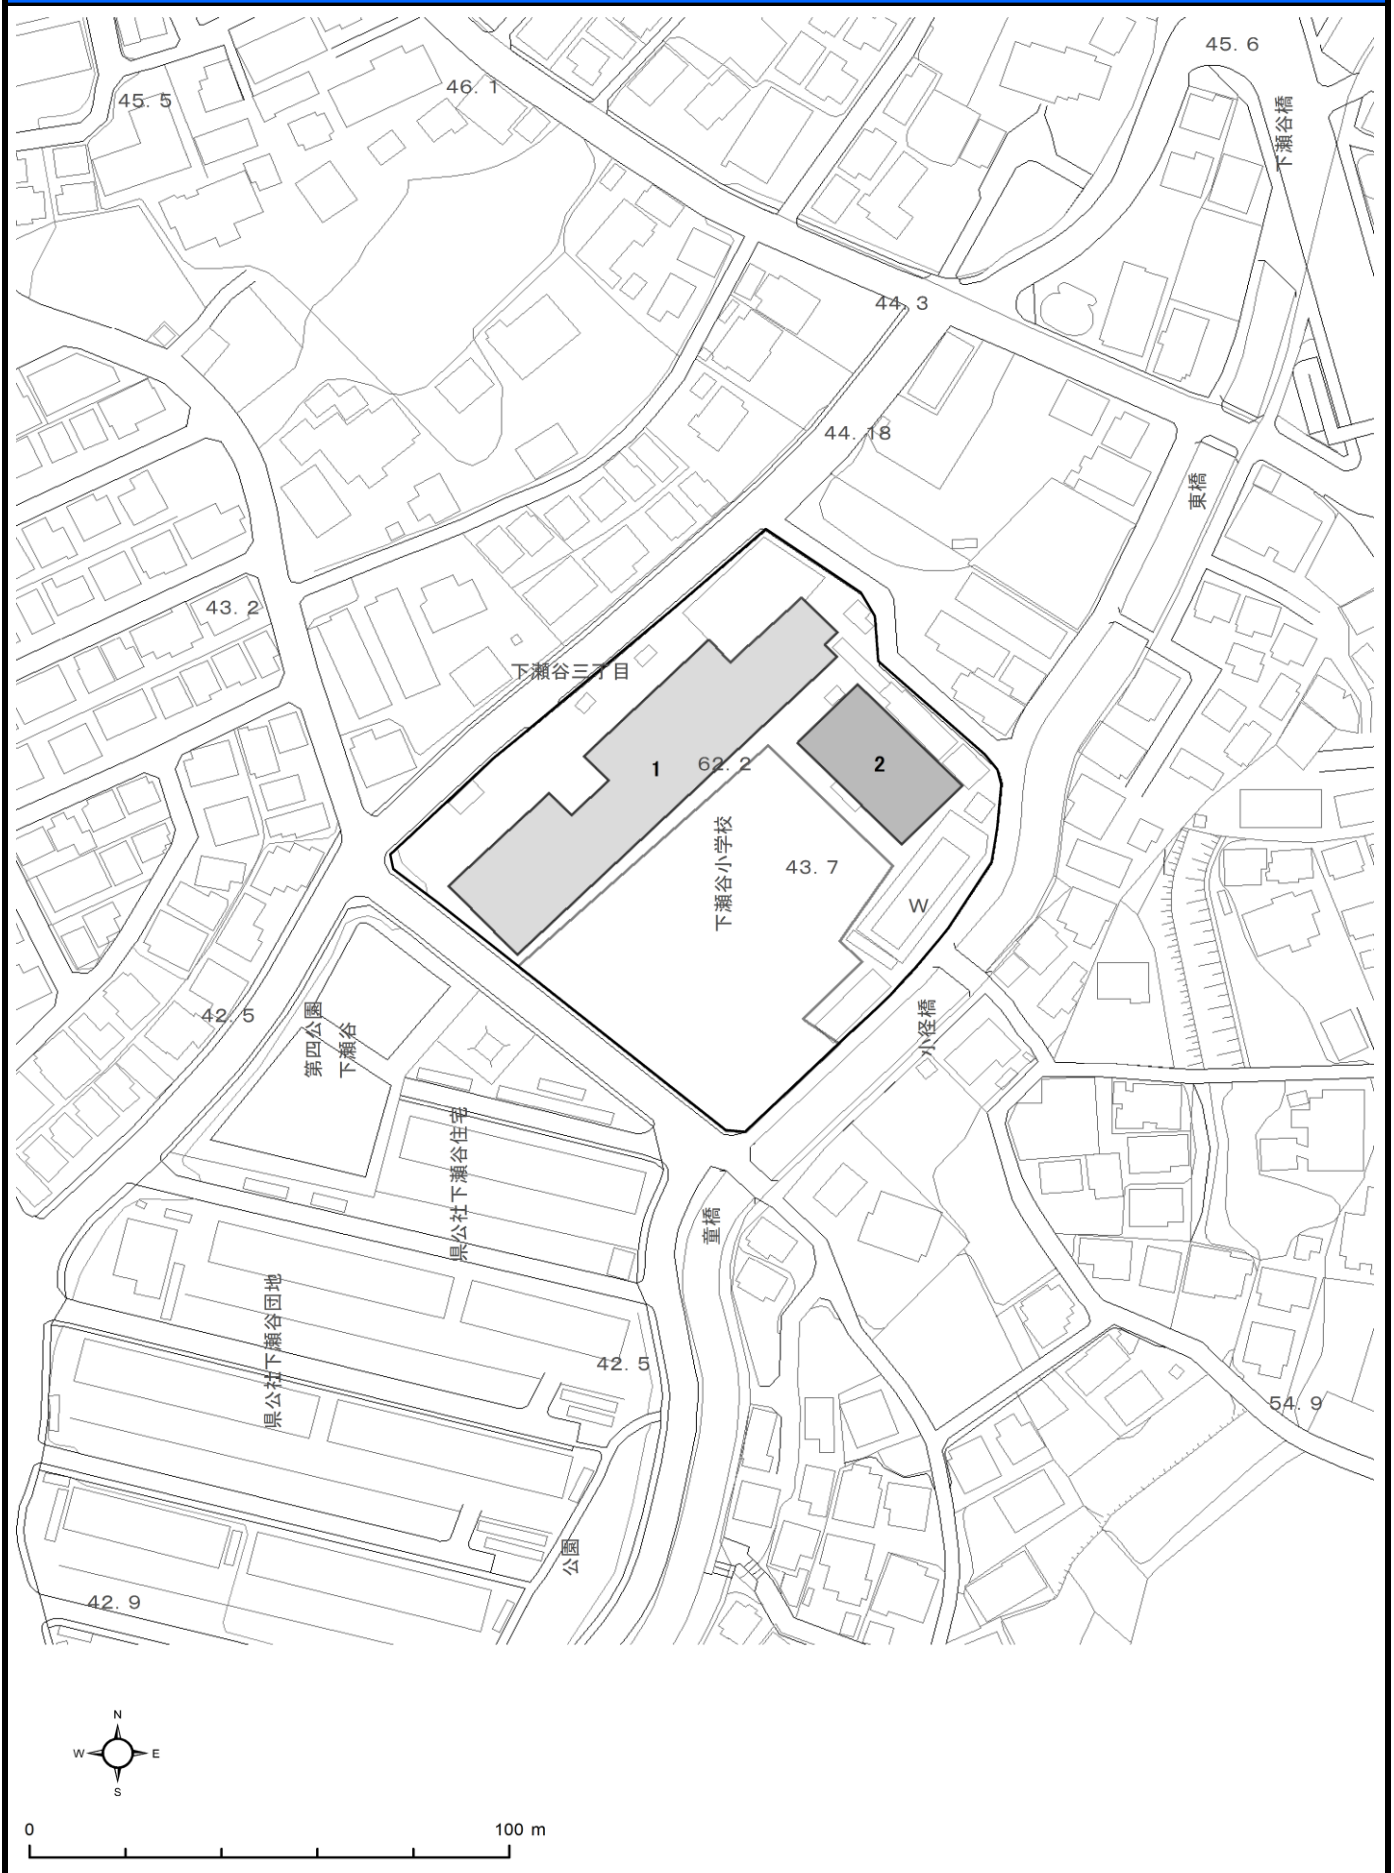 45.6
46.1
45.5
下瀬谷橋
44.3
44.18
東橋
43.2
下瀬谷三丁目
1
62.2
2
下瀬谷小学校
43.7
W
小径橋
42.5
下瀬谷
第四公園
県公社下瀬谷住宅
童橋
県公社下瀬谷団地
42.5
54.9
公園
42.9
N
W
E
S
0
100 m